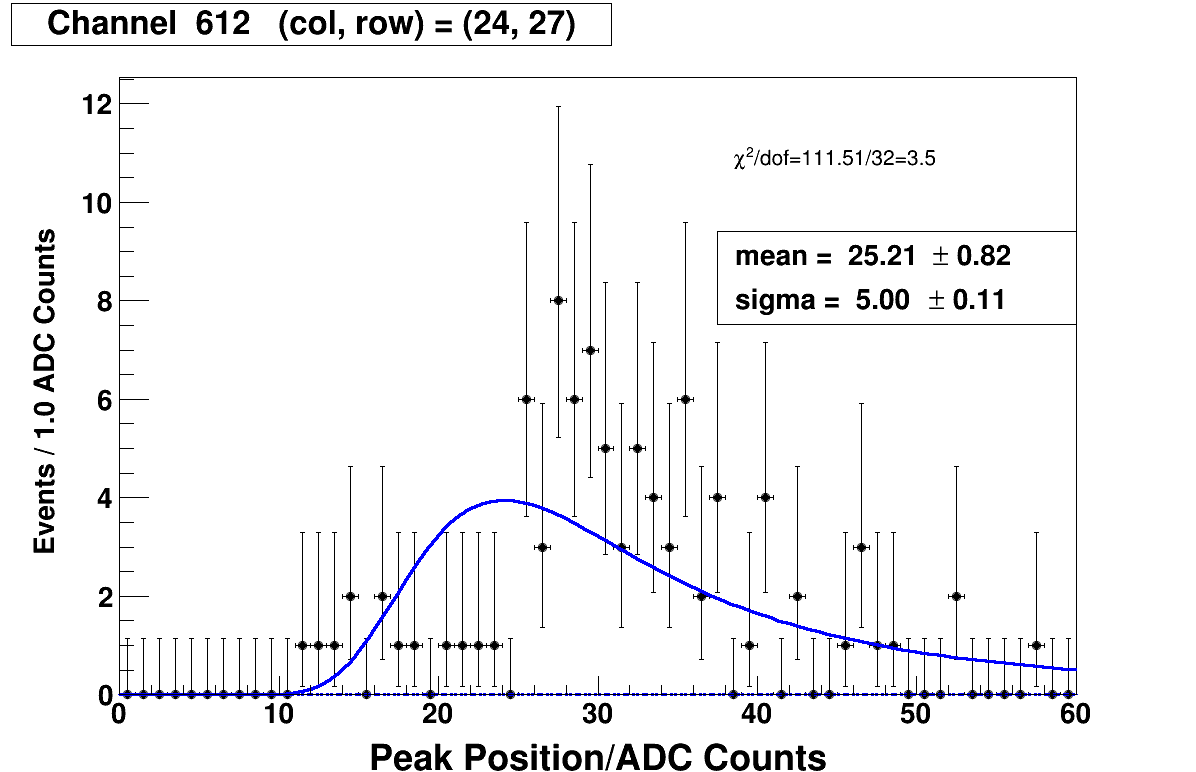 Channel 612 (col, row) = (24, 27)
12
10
8
6
4
2
0
Events / 1.0 ADC Counts
χ²/dof=111.51/32=3.5
mean = 25.21 ± 0.82
sigma = 5.00 ± 0.11
0 10 20 30 40 50 60
Peak Position/ADC Counts